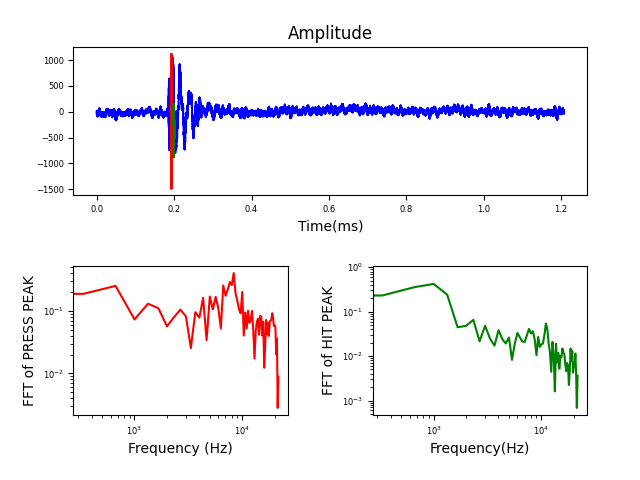 Amplitude
1000
500
0
−500
−1000
−1500
0.0 0.2 0.4 0.6 0.8 1.0 1.2
Time(ms)
FFT of PRESS PEAK
10⁻¹
10⁻²
10³ 10⁴
Frequency (Hz)
FFT of HIT PEAK
10⁰
10⁻¹
10⁻²
10⁻³
10³ 10⁴
Frequency(Hz)